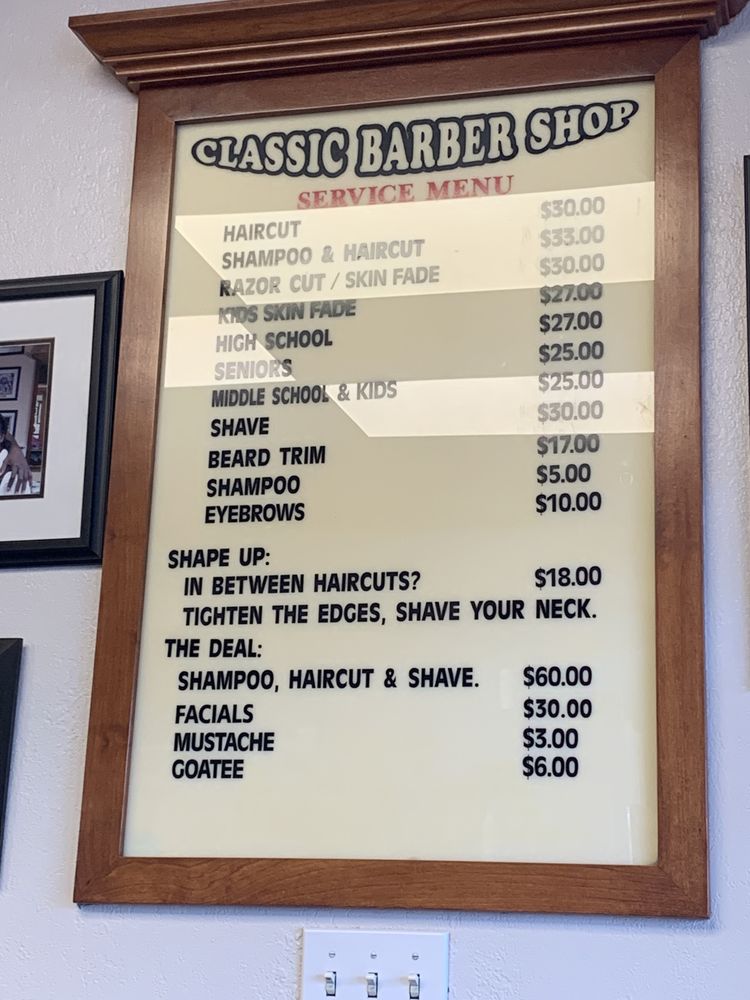 CLASSIC BARBER SHOP
SERVICE MENU
HAIRCUT $30.00
SHAMPOO & HAIRCUT $33.00
RAZOR CUT / SKIN FADE $30.00
KIDS SKIN FADE $27.00
HIGH SCHOOL $27.00
SENIORS $25.00
MIDDLE SCHOOL & KIDS $25.00
SHAVE $30.00
BEARD TRIM $17.00
SHAMPOO $5.00
EYEBROWS $10.00
SHAPE UP:
IN BETWEEN HAIRCUTS? $18.00
TIGHTEN THE EDGES, SHAVE YOUR NECK.
THE DEAL:
SHAMPOO, HAIRCUT & SHAVE. $60.00
FACIALS $30.00
MUSTACHE $3.00
GOATEE $6.00